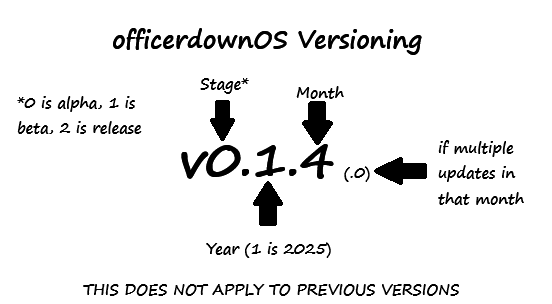 officerdownOS Versioning
Stage*
Month
*0 is alpha, 1 is
beta, 2 is release
v0.1.4 (.0)
if multiple
updates in
that month
Year (1 is 2025)
THIS DOES NOT APPLY TO PREVIOUS VERSIONS